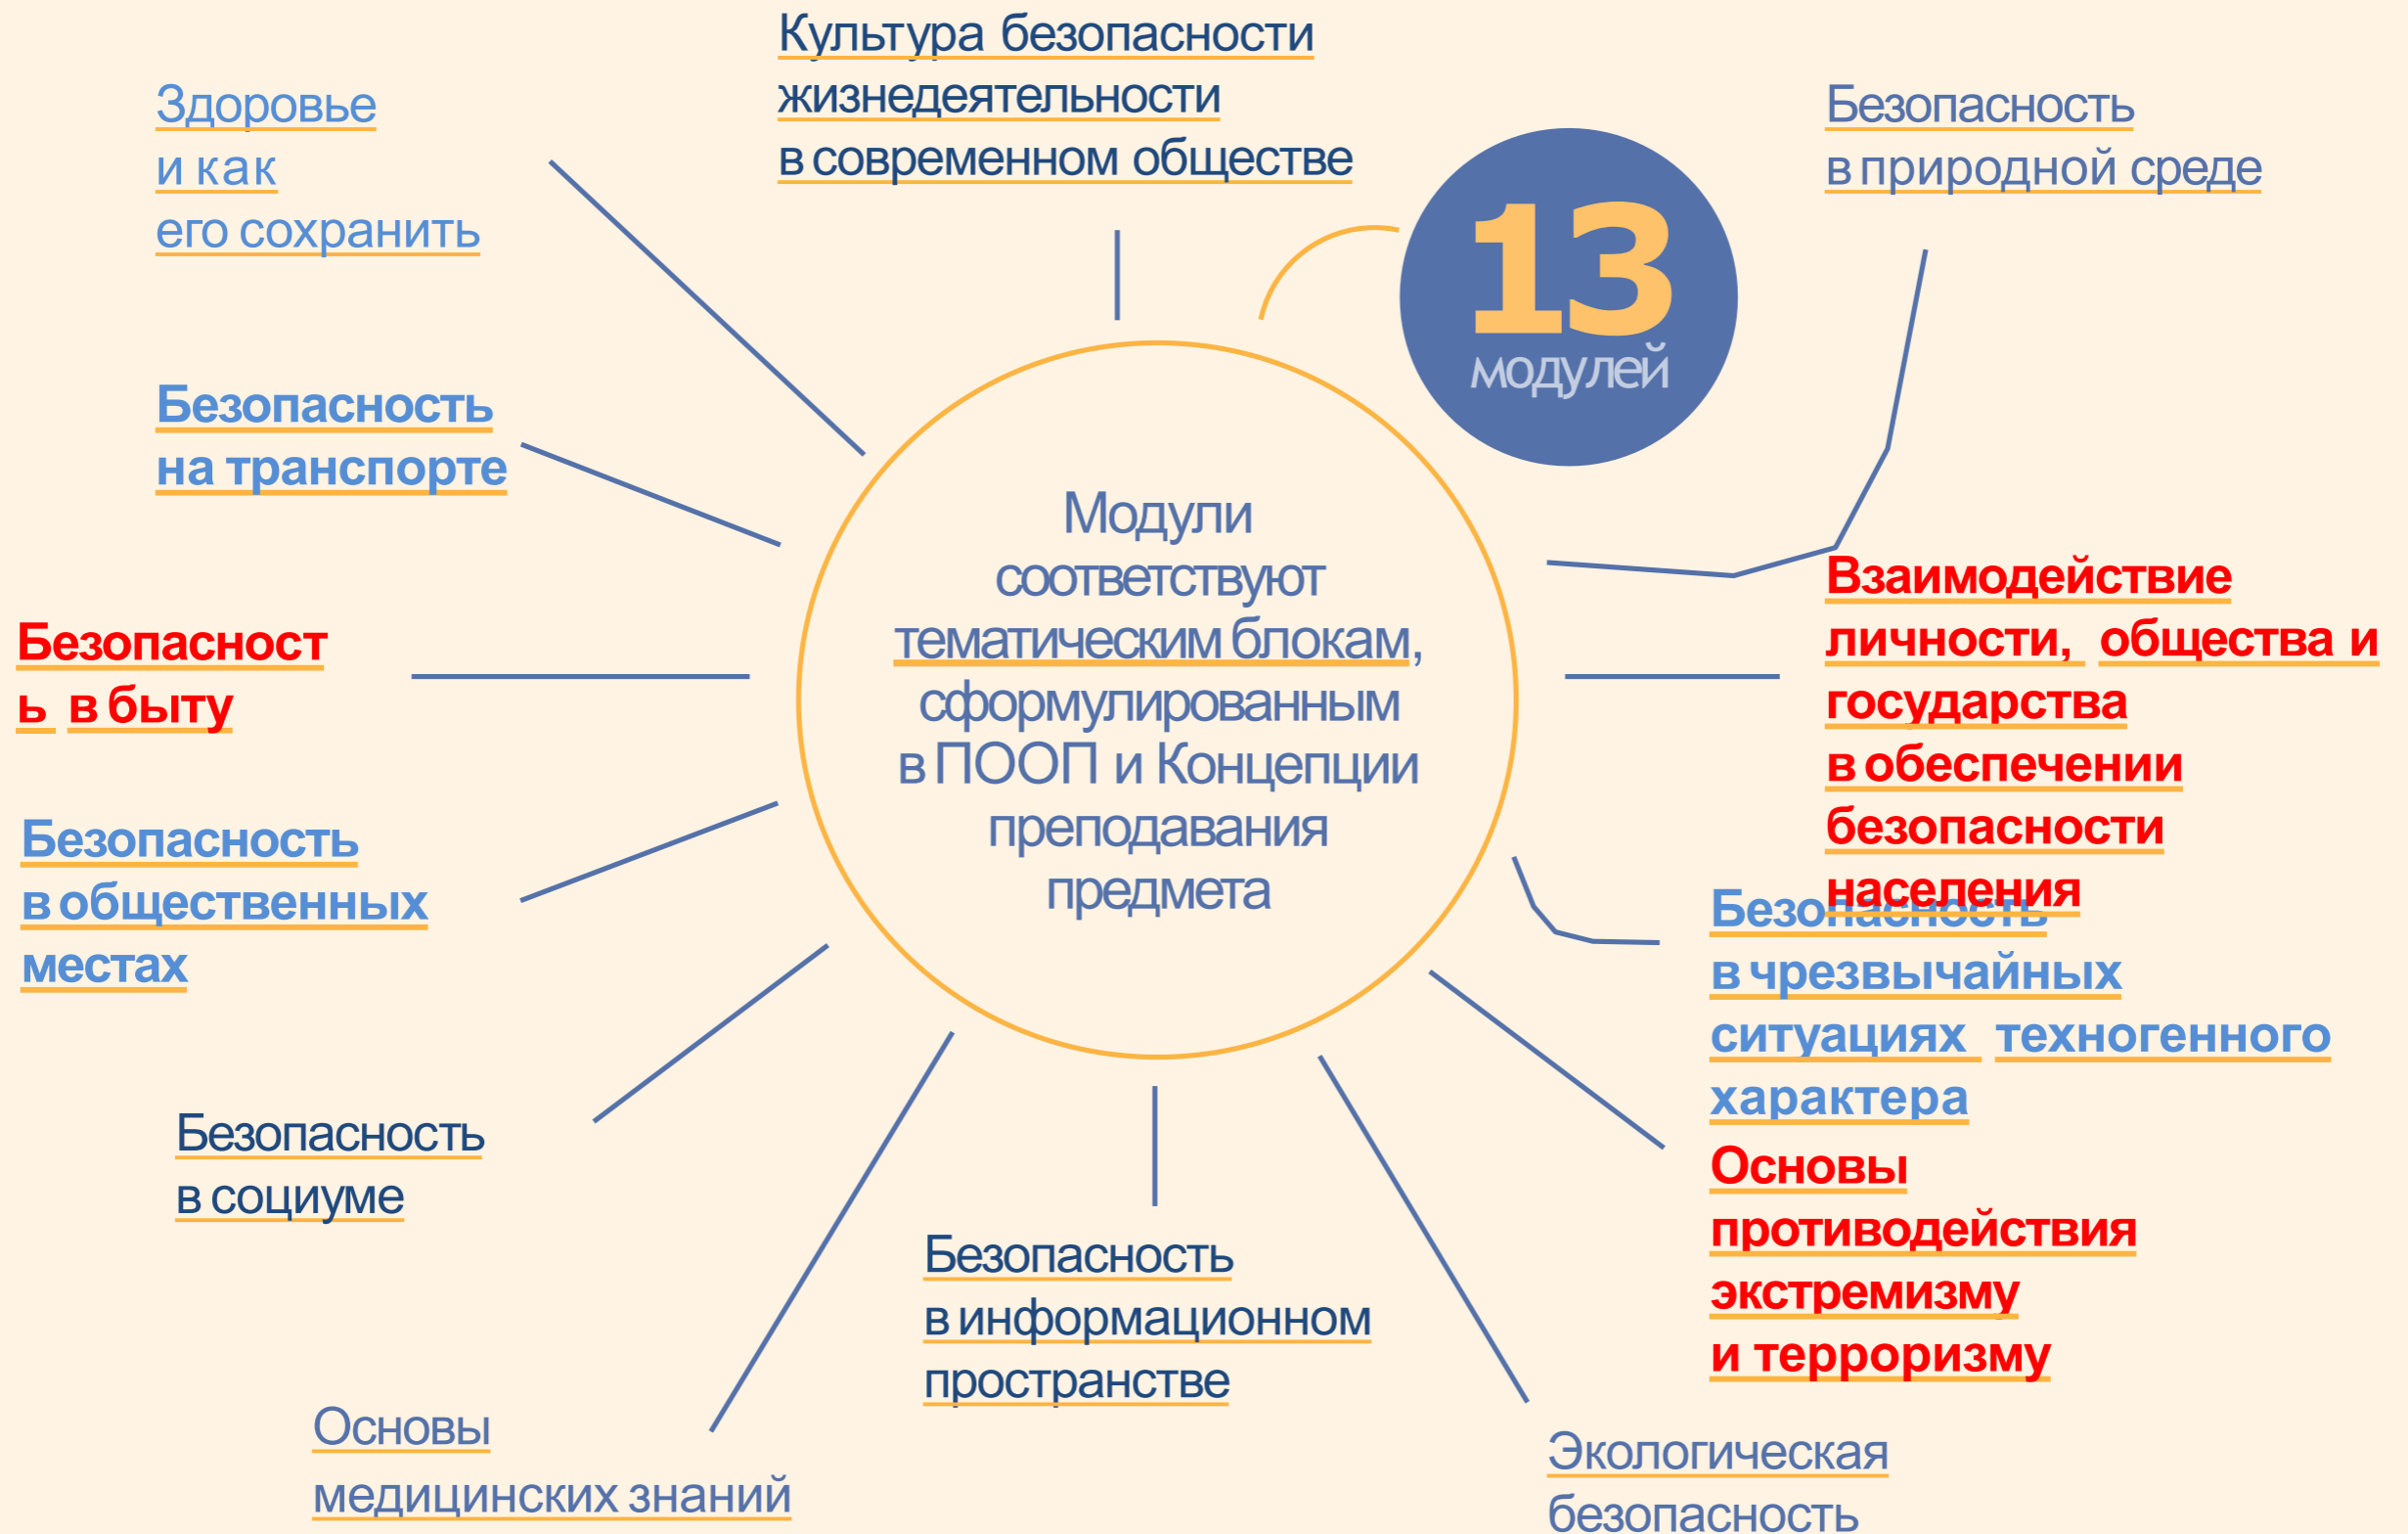 Культура безопасности
жизнедеятельности
в современном обществе
Здоровье
и как
его сохранить
Безопасность
в природной среде
13
модулей
Безопасность
на транспорте
Модули
соответствуют
тематическим блокам,
сформулированным
в ПООП и Концепции
преподавания
предмета
Безопасност
ь в быту
Взаимодействие
личности, общества и
государства
в обеспечении
безопасности
населения
Безопасность
в общественных
местах
Безопасность
в чрезвычайных
ситуациях техногенного
характера
Безопасность
в социуме
Основы
противодействия
экстремизму
и терроризму
Безопасность
в информационном
пространстве
Основы
медицинских знаний
Экологическая
безопасность